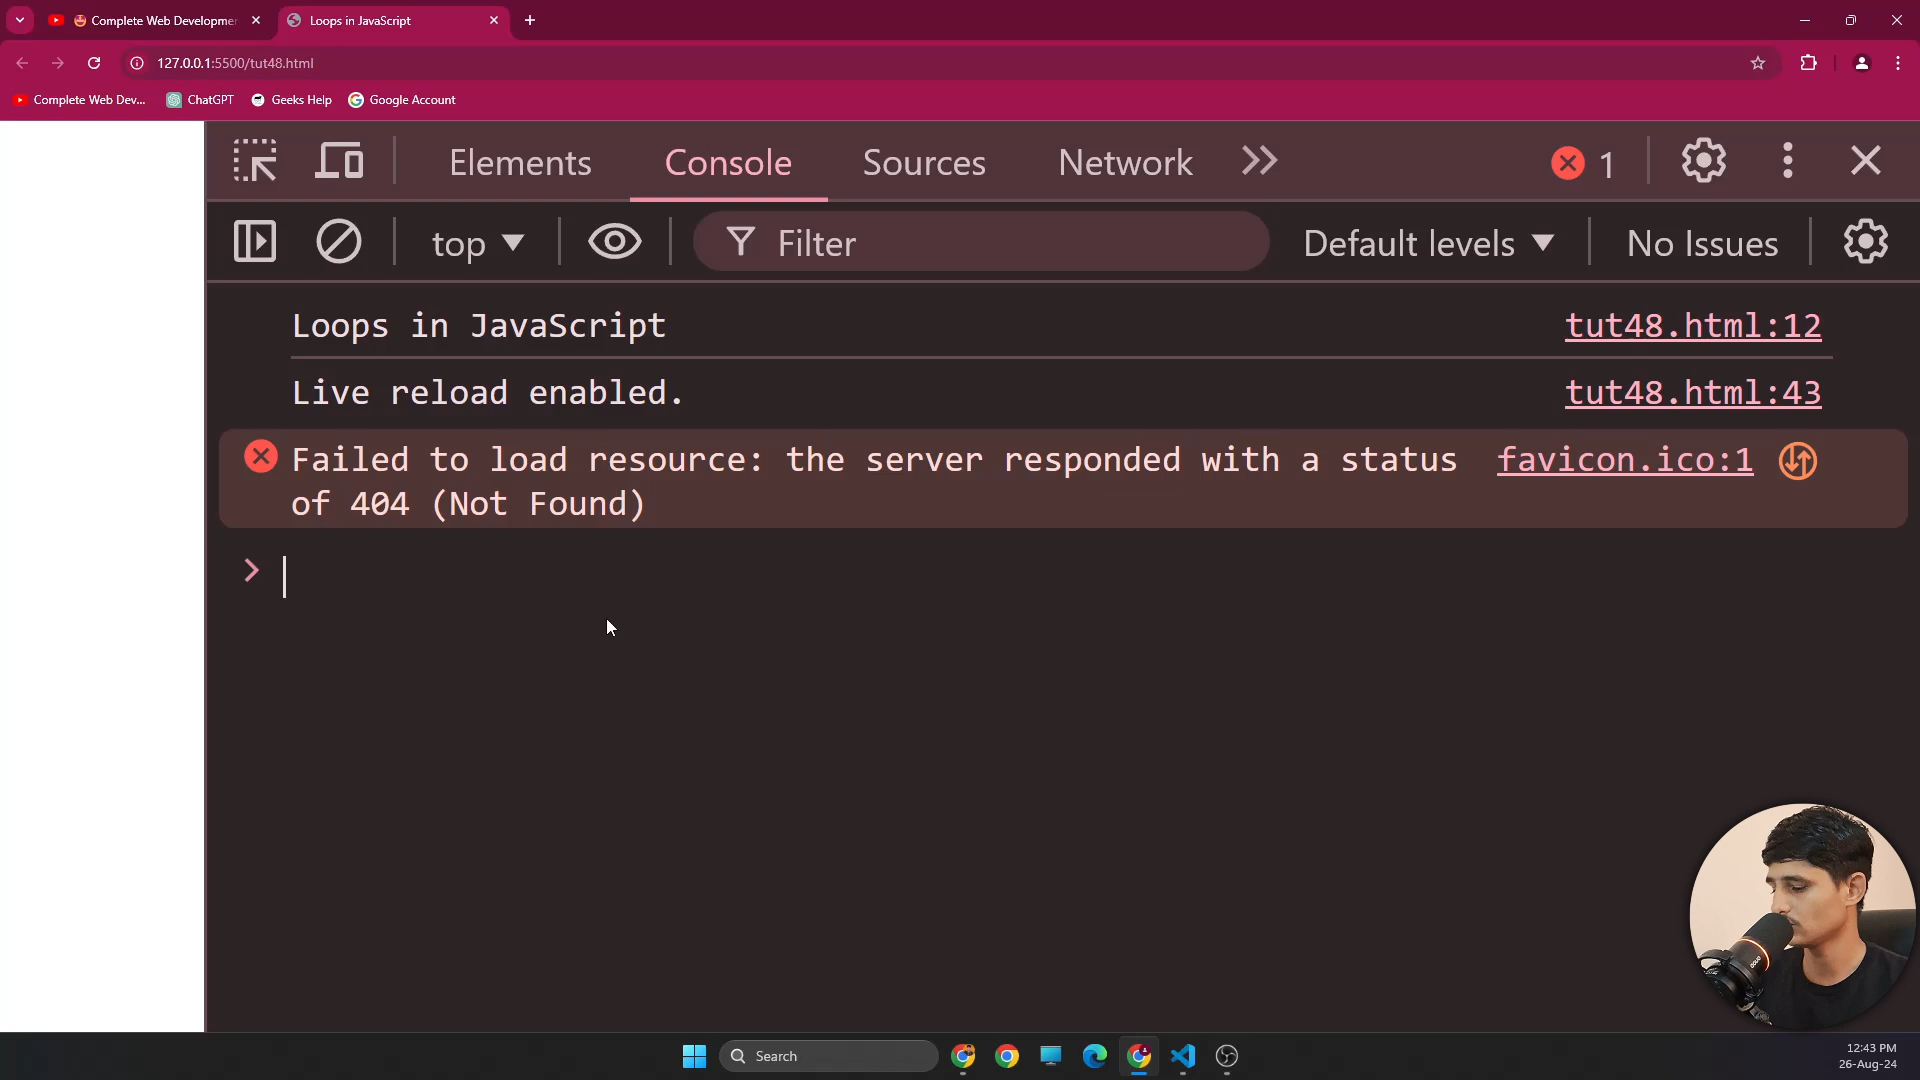 Complete Web Developmen
Loops in JavaScript
127.0.0.1:5500/tut48.html
Complete Web Dev...
ChatGPT
Geeks Help
Google Account
Elements
Console
Sources
Network
1
top
Filter
Default levels
No Issues
Loops in JavaScript tut48.html:12
Live reload enabled. tut48.html:43
Failed to load resource: the server responded with a status favicon.ico:1
of 404 (Not Found)
Search
12:43 PM
26-Aug-24